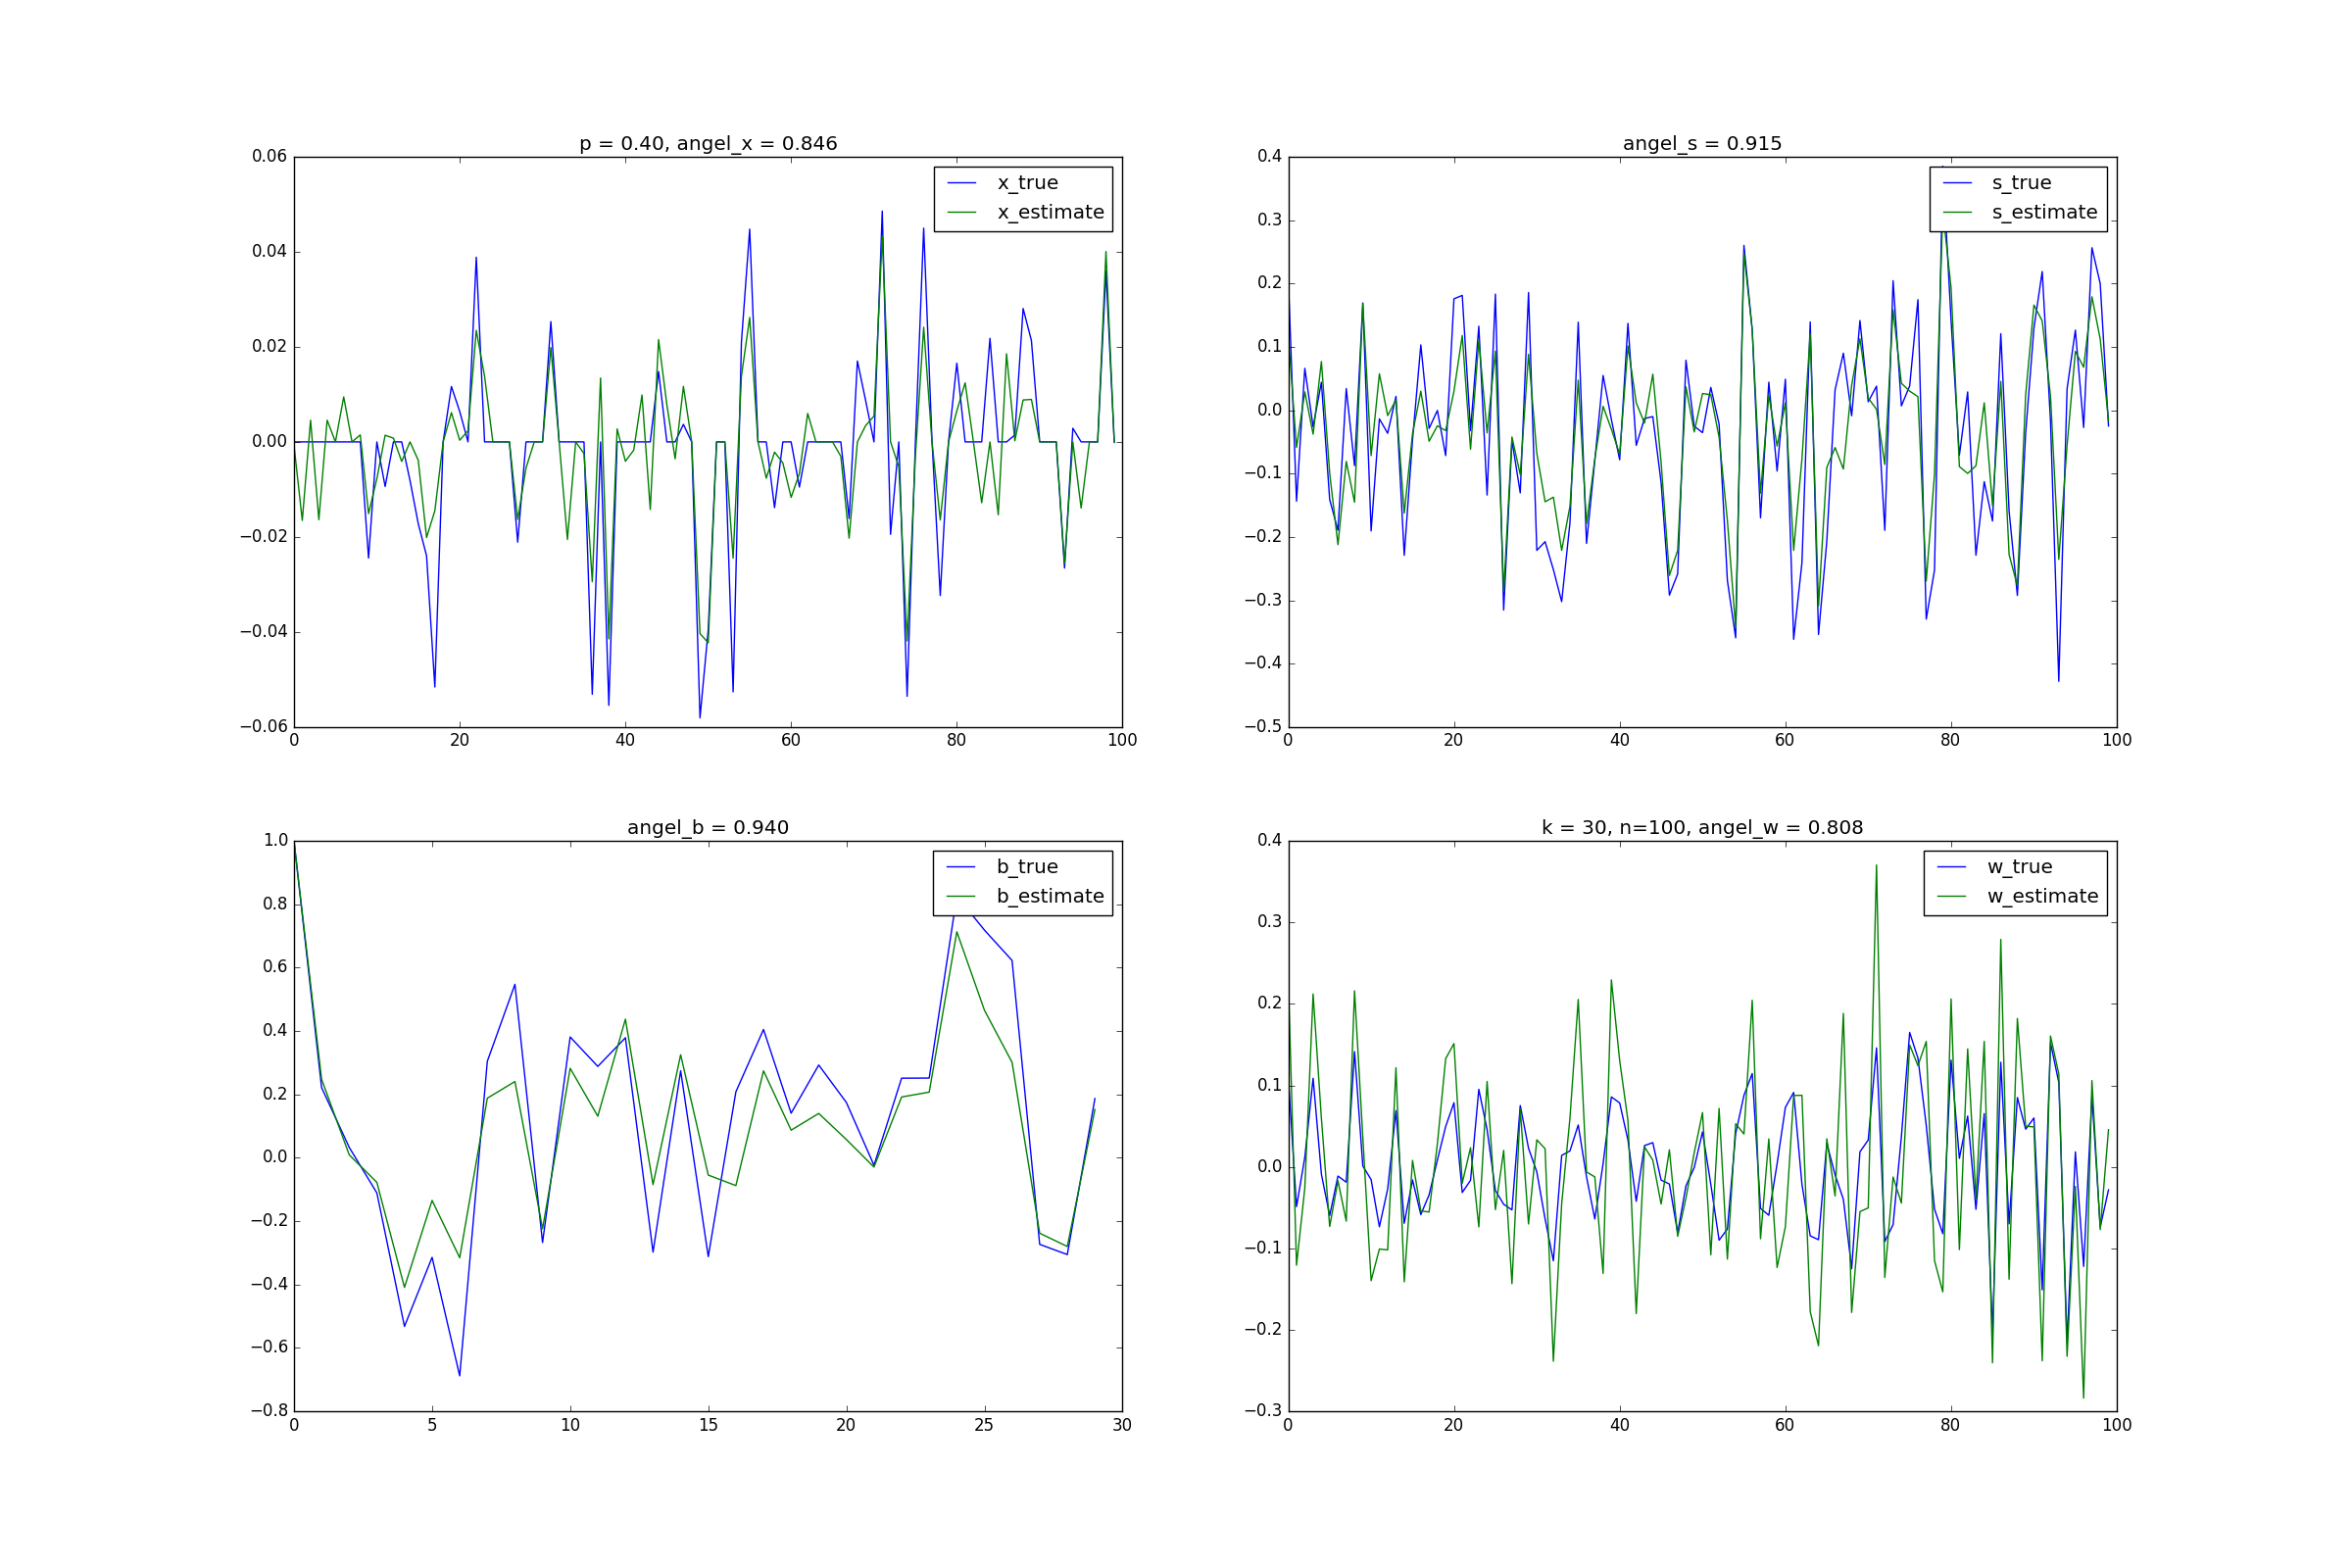 p = 0.40, angel_x = 0.846
0.06
0.04
0.02
0.00
−0.02
−0.04
−0.06
0 20 40 60 80 100
x_true
x_estimate
angel_s = 0.915
0.4
0.3
0.2
0.1
0.0
−0.1
−0.2
−0.3
−0.4
−0.5
0 20 40 60 80 100
s_true
s_estimate
angel_b = 0.940
1.0
0.8
0.6
0.4
0.2
0.0
−0.2
−0.4
−0.6
−0.8
0 5 10 15 20 25 30
b_true
b_estimate
k = 30, n=100, angel_w = 0.808
0.4
0.3
0.2
0.1
0.0
−0.1
−0.2
−0.3
0 20 40 60 80 100
w_true
w_estimate